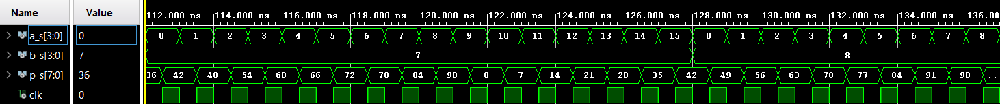 Name Value 112.000 ns 114.000 ns 116.000 ns 118.000 ns 120.000 ns 122.000 ns 124.000 ns 126.000 ns 128.000 ns 130.000 ns 132.000 ns 134.000 ns 136.00
a_s[3:0] 0 0 1 2 3 4 5 6 7 8 9 10 11 12 13 14 15 0 1 2 3 4 5 6 7 8
b_s[3:0] 7 7 8
p_s[7:0] 36 36 42 48 54 60 66 72 78 84 90 0 7 14 21 28 35 42 49 56 63 70 77 84 91 98 ...
clk 0